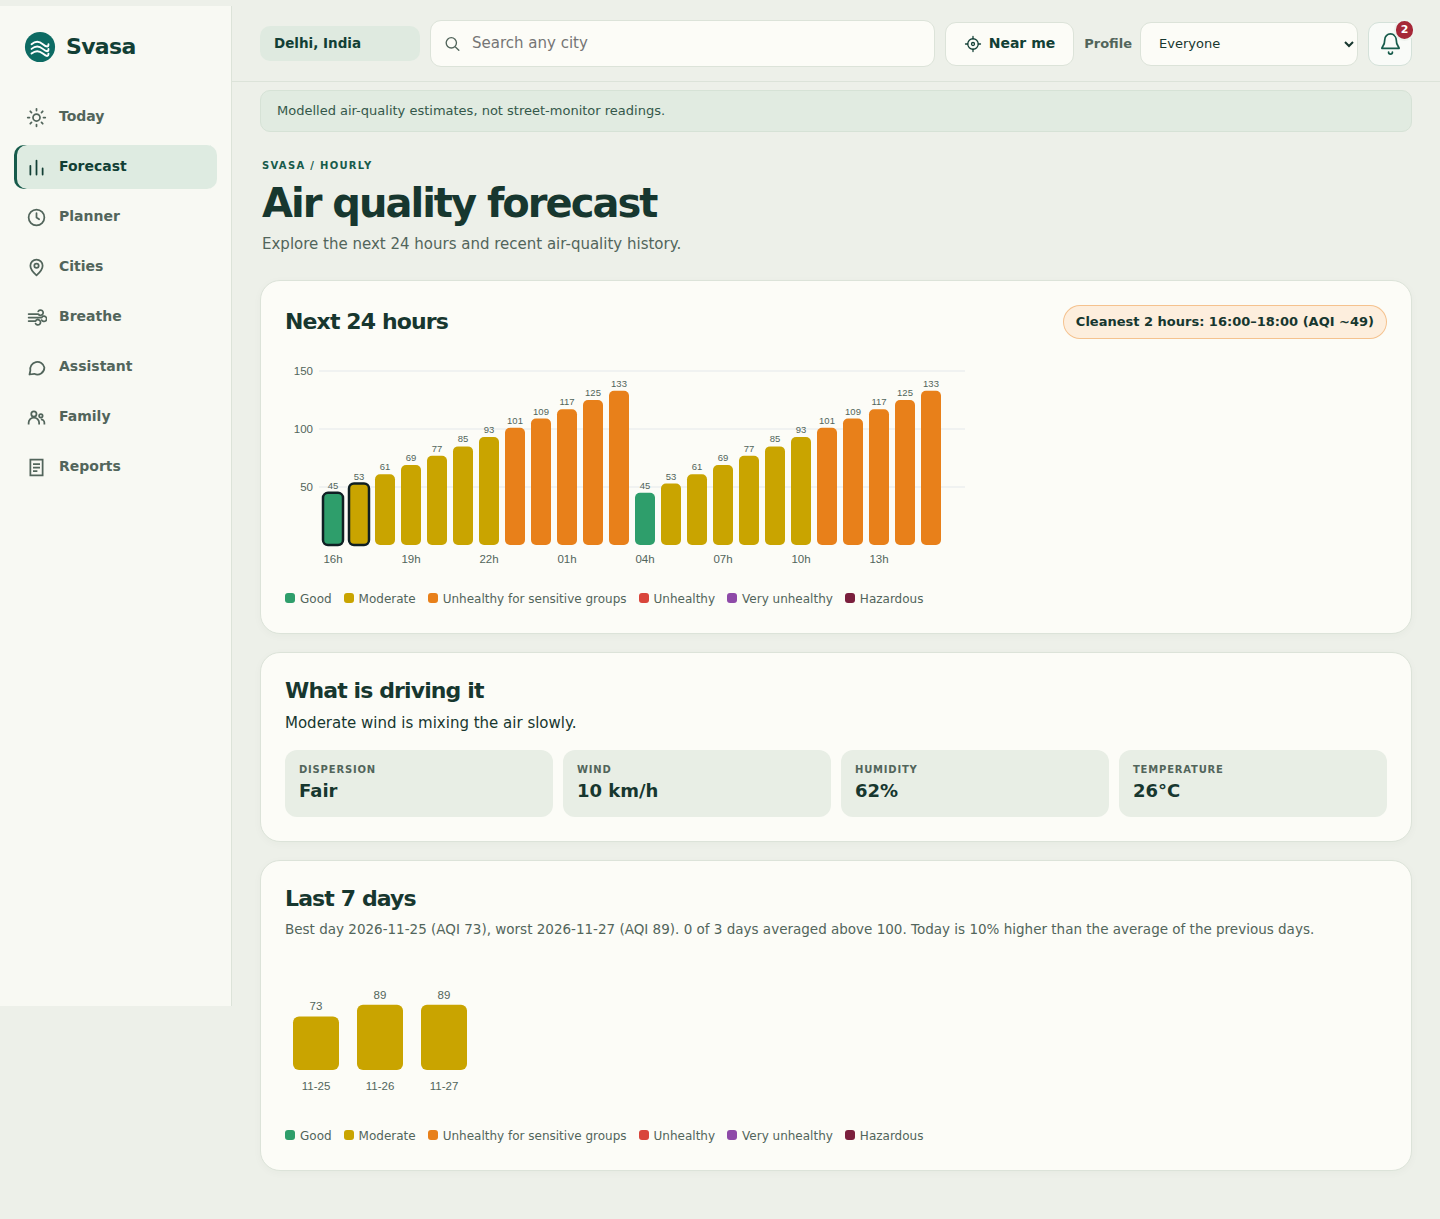 Svasa
Today
Forecast
Planner
Cities
Breathe
Assistant
Family
Reports
Delhi, India
Search any city
Near me
Profile
Everyone
2
Modelled air-quality estimates, not street-monitor readings.
SVASA / HOURLY
Air quality forecast
Explore the next 24 hours and recent air-quality history.
Next 24 hours
Cleanest 2 hours: 16:00–18:00 (AQI ~49)
150
100
50
45 53 61 69 77 85 93 101 109 117 125 133 45 53 61 69 77 85 93 101 109 117 125 133
16h 19h 22h 01h 04h 07h 10h 13h
Good Moderate Unhealthy for sensitive groups Unhealthy Very unhealthy Hazardous
What is driving it
Moderate wind is mixing the air slowly.
DISPERSION
Fair
WIND
10 km/h
HUMIDITY
62%
TEMPERATURE
26°C
Last 7 days
Best day 2026-11-25 (AQI 73), worst 2026-11-27 (AQI 89). 0 of 3 days averaged above 100. Today is 10% higher than the average of the previous days.
73 89 89
11-25 11-26 11-27
Good Moderate Unhealthy for sensitive groups Unhealthy Very unhealthy Hazardous